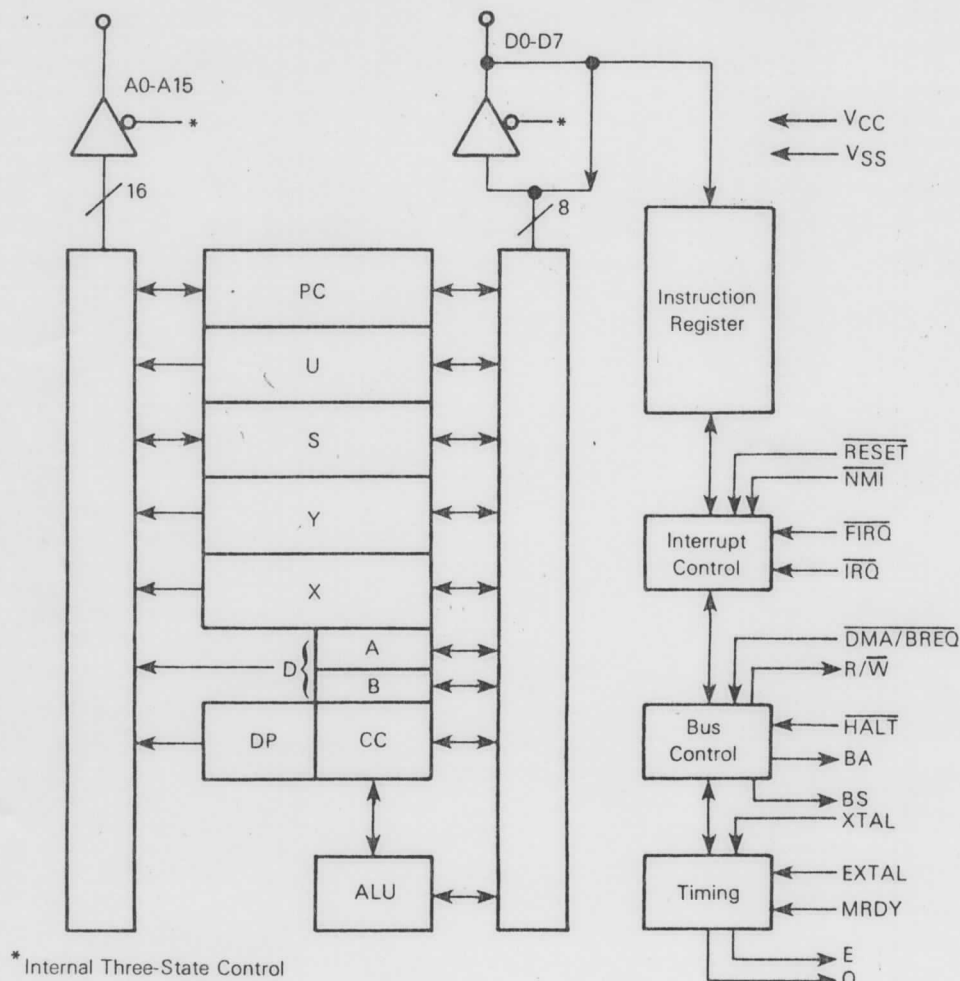 D0-D7
A0-A15
*
*
VCC
VSS
16
8
PC
Instruction
Register
U
S
RESET
NMI
Y
Interrupt
Control
FIRQ
IRQ
X
A
DMA/BREQ
D{
R/W
B
DP
CC
Bus
Control
HALT
BA
BS
XTAL
ALU
Timing
EXTAL
MRDY
E
Q
*Internal Three-State Control